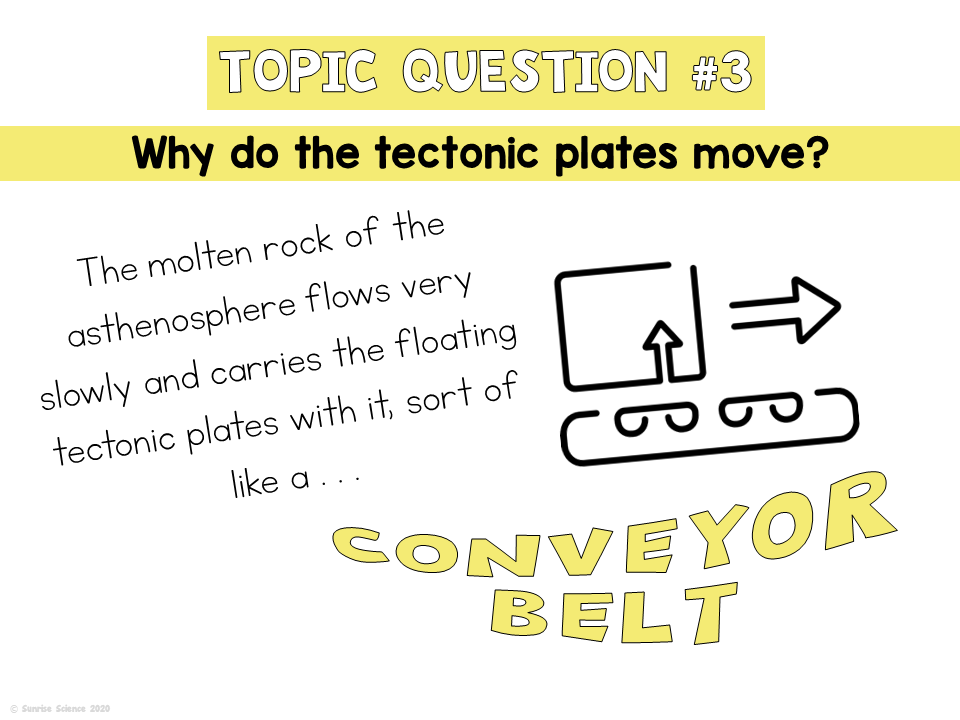 TOPIC QUESTION #3
Why do the tectonic plates move?
The molten rock of the
asthenosphere flows very
slowly and carries the floating
tectonic plates with it, sort of
like a . . .
CONVEYOR
BELT
© Sunrise Science 2020